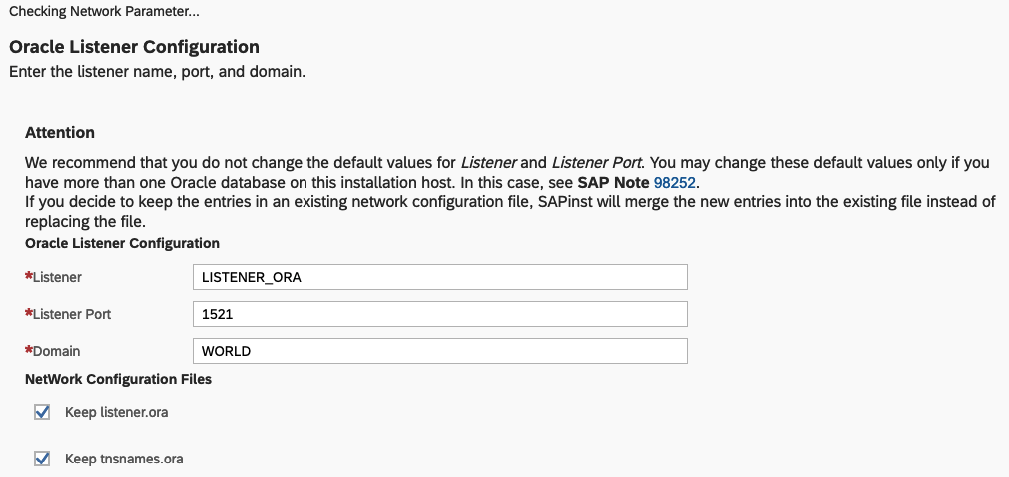 Checking Network Parameter...
Oracle Listener Configuration
Enter the listener name, port, and domain.
Attention
We recommend that you do not change the default values for Listener and Listener Port. You may change these default values only if you
have more than one Oracle database on this installation host. In this case, see SAP Note 98252.
If you decide to keep the entries in an existing network configuration file, SAPinst will merge the new entries into the existing file instead of
replacing the file.
Oracle Listener Configuration
*Listener LISTENER_ORA
*Listener Port 1521
*Domain WORLD
NetWork Configuration Files
Keep listener.ora
Keep tnsnames.ora